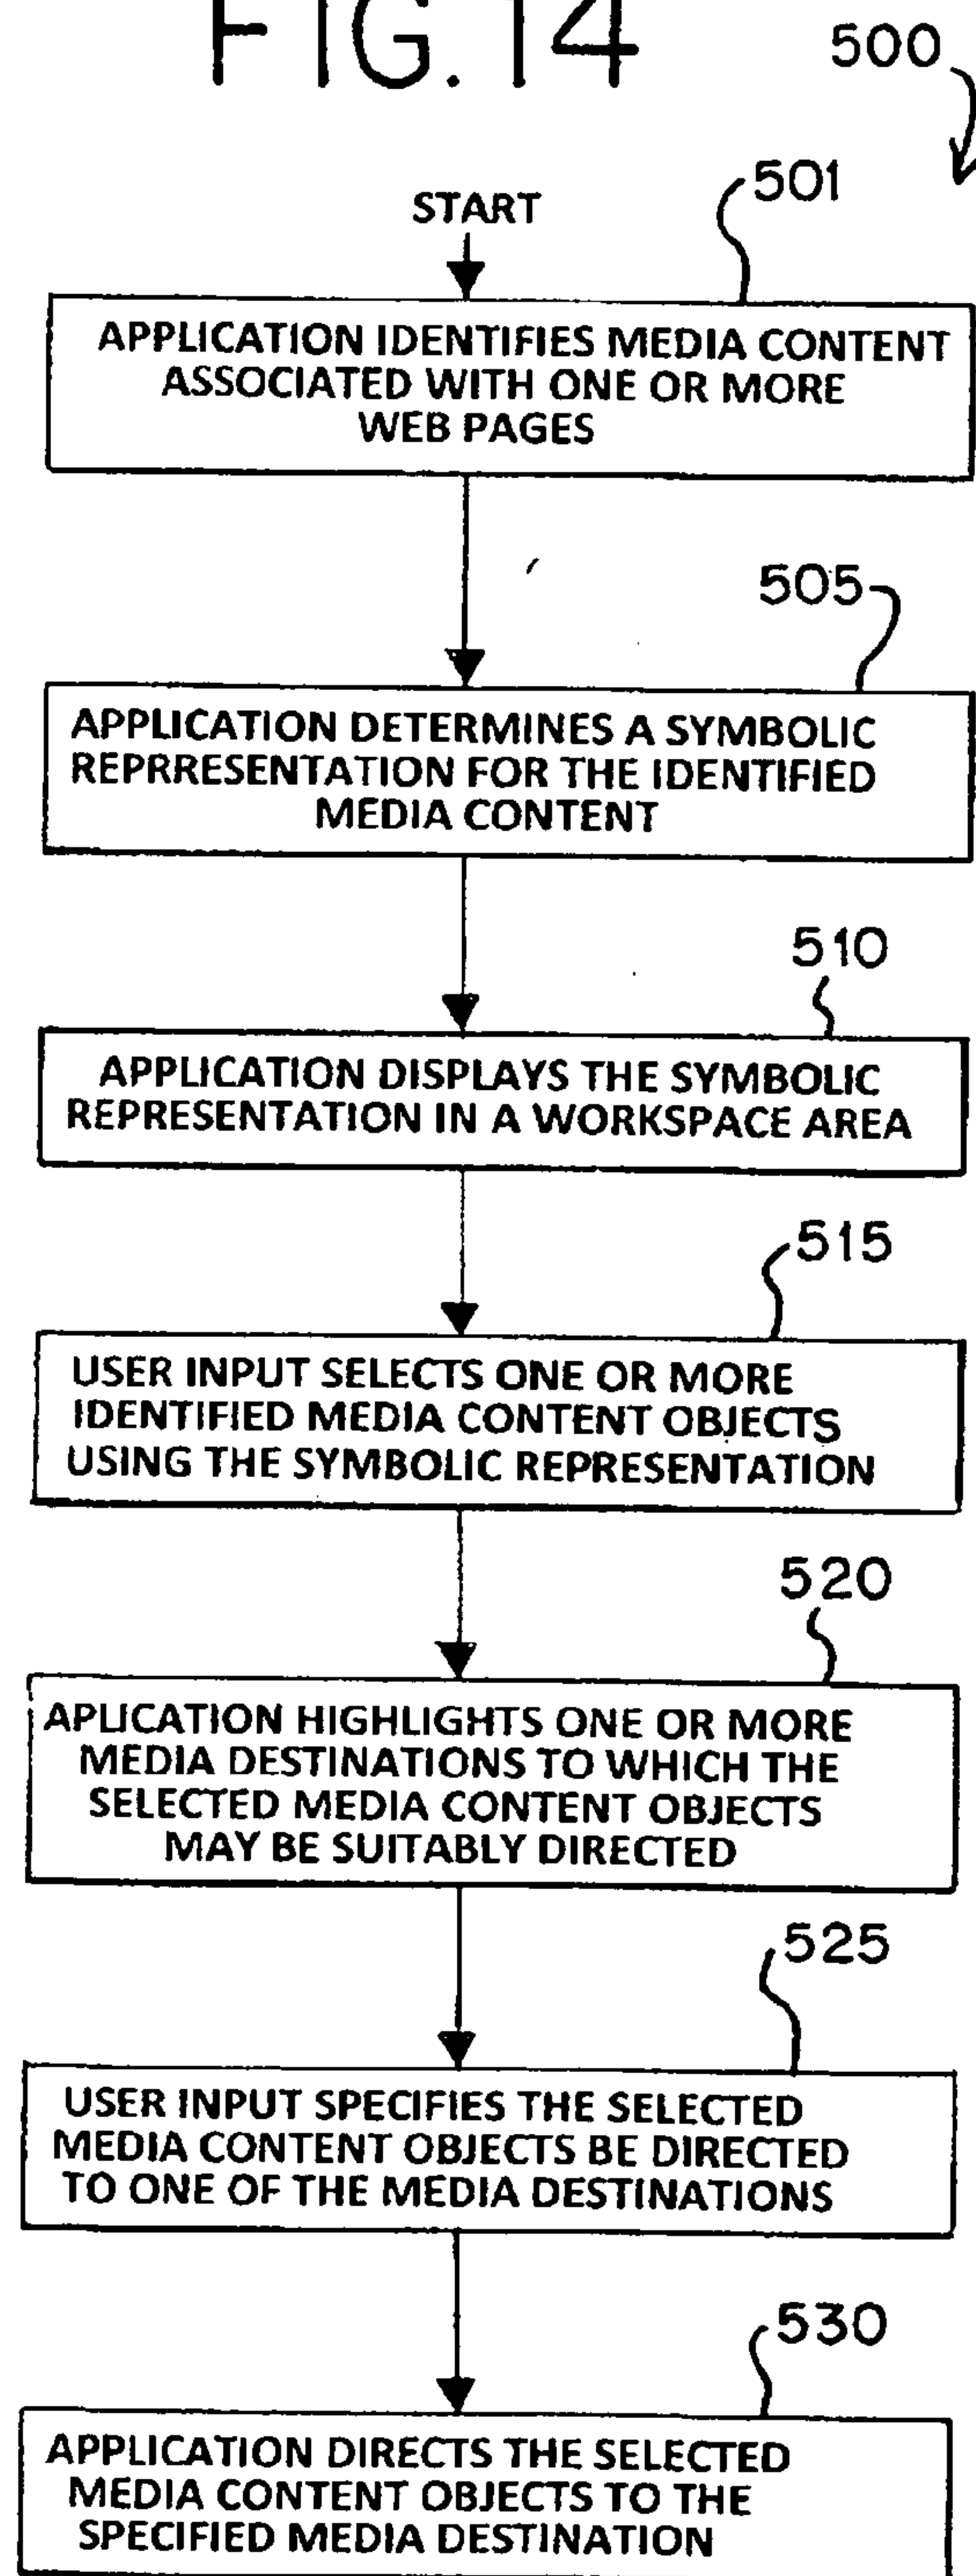 FIG. 14
500
501
START
APPLICATION IDENTIFIES MEDIA CONTENT
ASSOCIATED WITH ONE OR MORE
WEB PAGES
505
APPLICATION DETERMINES A SYMBOLIC
REPRRESENTATION FOR THE IDENTIFIED
MEDIA CONTENT
510
APPLICATION DISPLAYS THE SYMBOLIC
REPRESENTATION IN A WORKSPACE AREA
515
USER INPUT SELECTS ONE OR MORE
IDENTIFIED MEDIA CONTENT OBJECTS
USING THE SYMBOLIC REPRESENTATION
520
APLICATION HIGHLIGHTS ONE OR MORE
MEDIA DESTINATIONS TO WHICH THE
SELECTED MEDIA CONTENT OBJECTS
MAY BE SUITABLY DIRECTED
525
USER INPUT SPECIFIES THE SELECTED
MEDIA CONTENT OBJECTS BE DIRECTED
TO ONE OF THE MEDIA DESTINATIONS
530
APPLICATION DIRECTS THE SELECTED
MEDIA CONTENT OBJECTS TO THE
SPECIFIED MEDIA DESTINATION